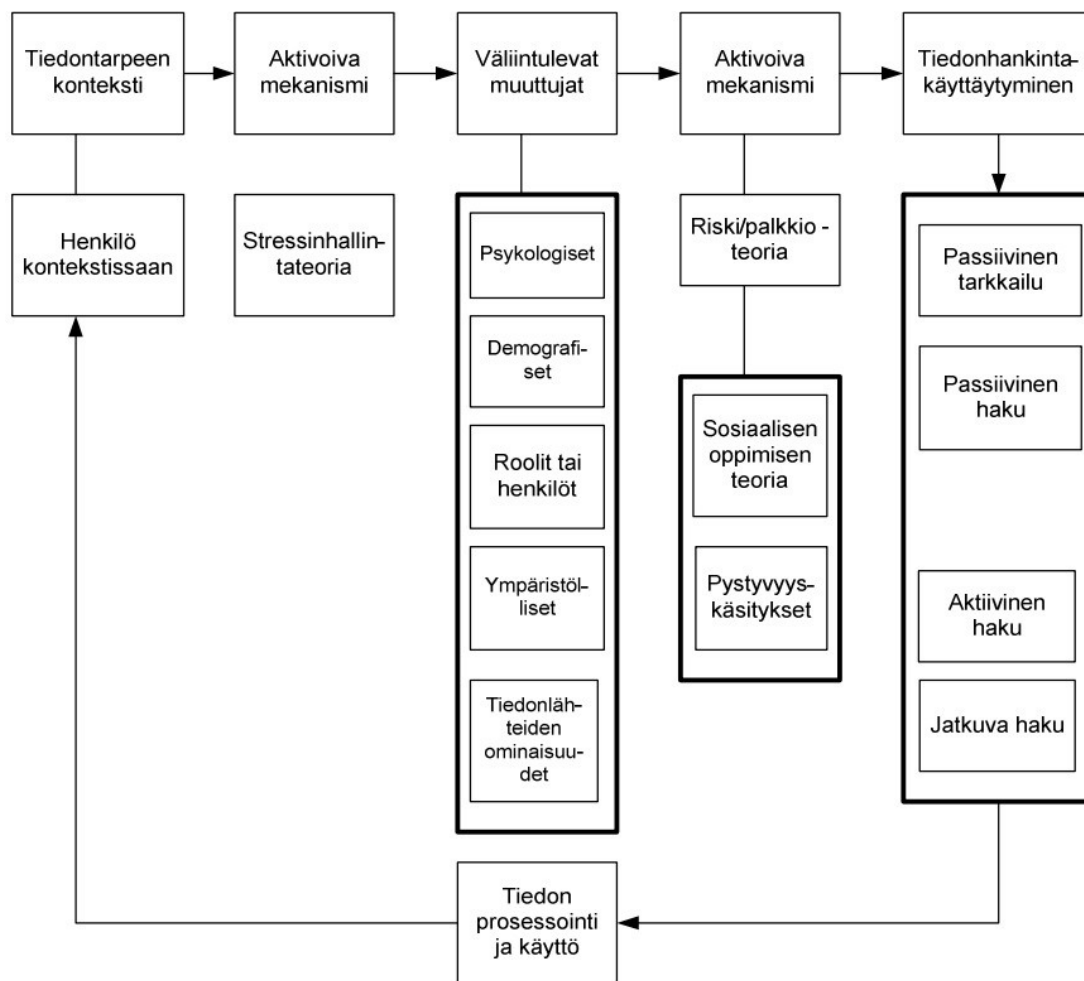 Tiedontarpeen
konteksti
Aktivoiva
mekanismi
Väliintulevat
muuttujat
Aktivoiva
mekanismi
Tiedonhankinta-
käyttäytyminen
Henkilö
kontekstissaan
Stressinhallin-
tateoria
Psykologiset
Demografi-
set
Roolit tai
henkilöt
Ympäristöl-
liset
Tiedonläh-
teiden
ominaisuu-
det
Riski/palkkio -
teoria
Sosiaalisen
oppimisen
teoria
Pystyvyys-
käsitykset
Passiivinen
tarkkailu
Passiivinen
haku
Aktiivinen
haku
Jatkuva haku
Tiedon
prosessointi
ja käyttö